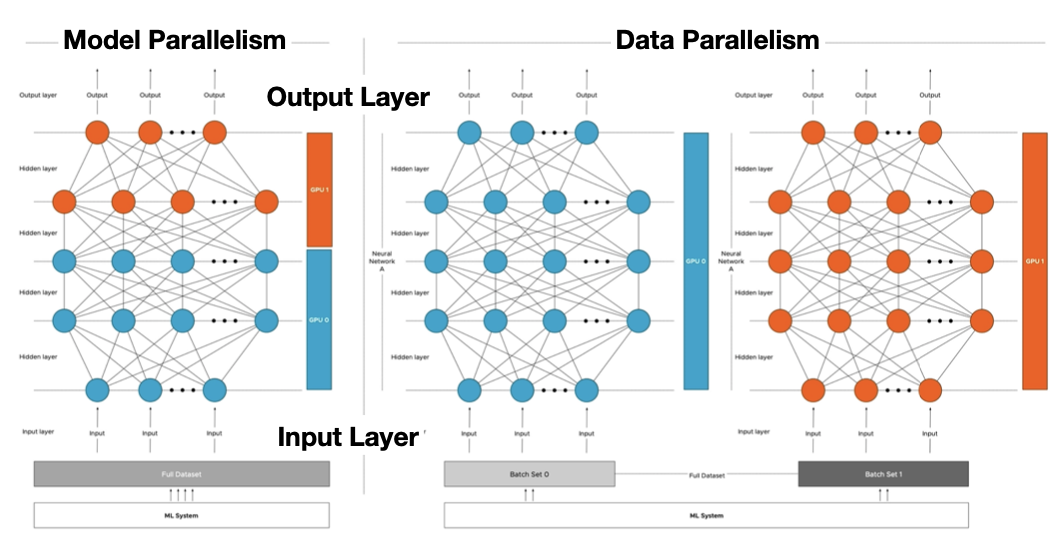 Model Parallelism
Data Parallelism
Output layer
Output
Output
Output
Output Layer
Output
Output
Output
Output layer
Output
Output
Output
Hidden layer
Hidden layer
Hidden layer
Hidden layer
GPU 1
GPU 0
Neural
Network
A
Hidden layer
Hidden layer
Hidden layer
Hidden layer
GPU 0
Neural
Network
A
Hidden layer
Hidden layer
Hidden layer
Hidden layer
GPU 1
Input layer
Input
Input
Input
Input Layer
Input
Input
Input
Input layer
Input
Input
Input
Full Dataset
Batch Set 0
Full Dataset
Batch Set 1
ML System
ML System